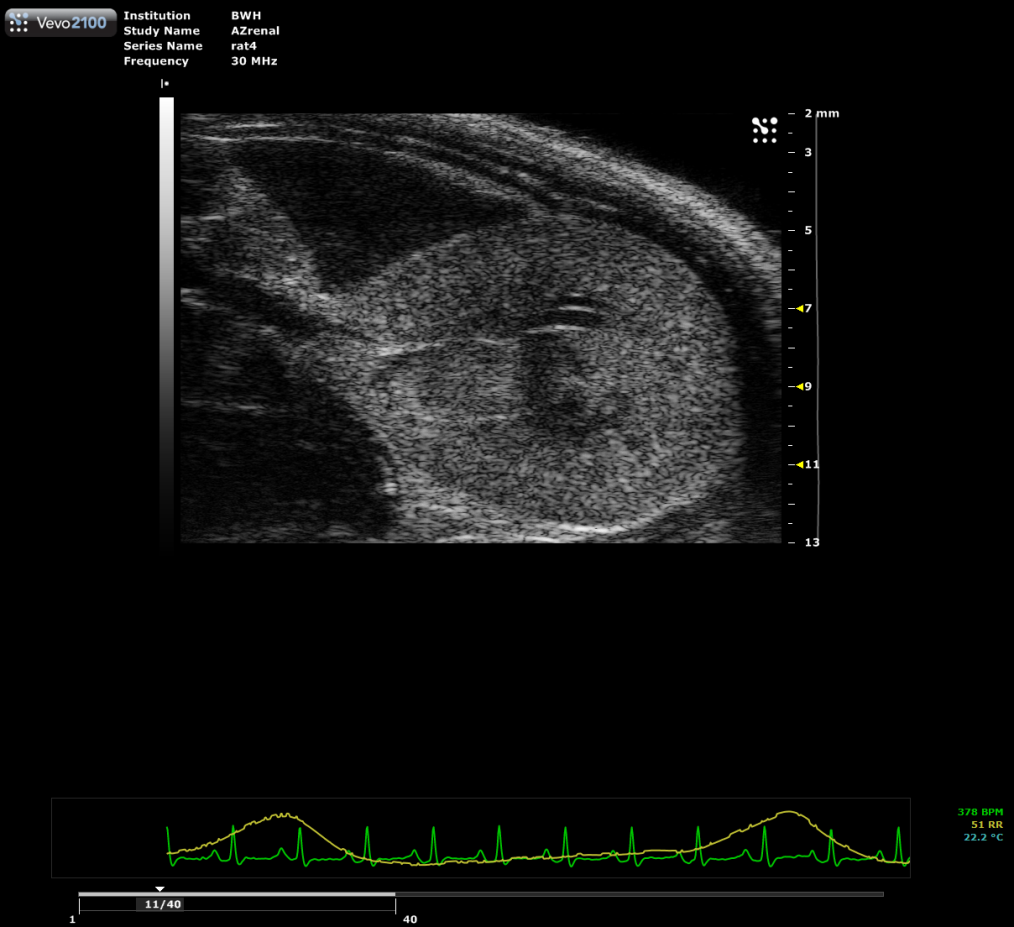 Vevo2100
Institution BWH
Study Name AZrenal
Series Name rat4
Frequency 30 MHz
2 mm
3
5
7
9
11
13
378 BPM
51 RR
22.2 °C
11/40
1
40